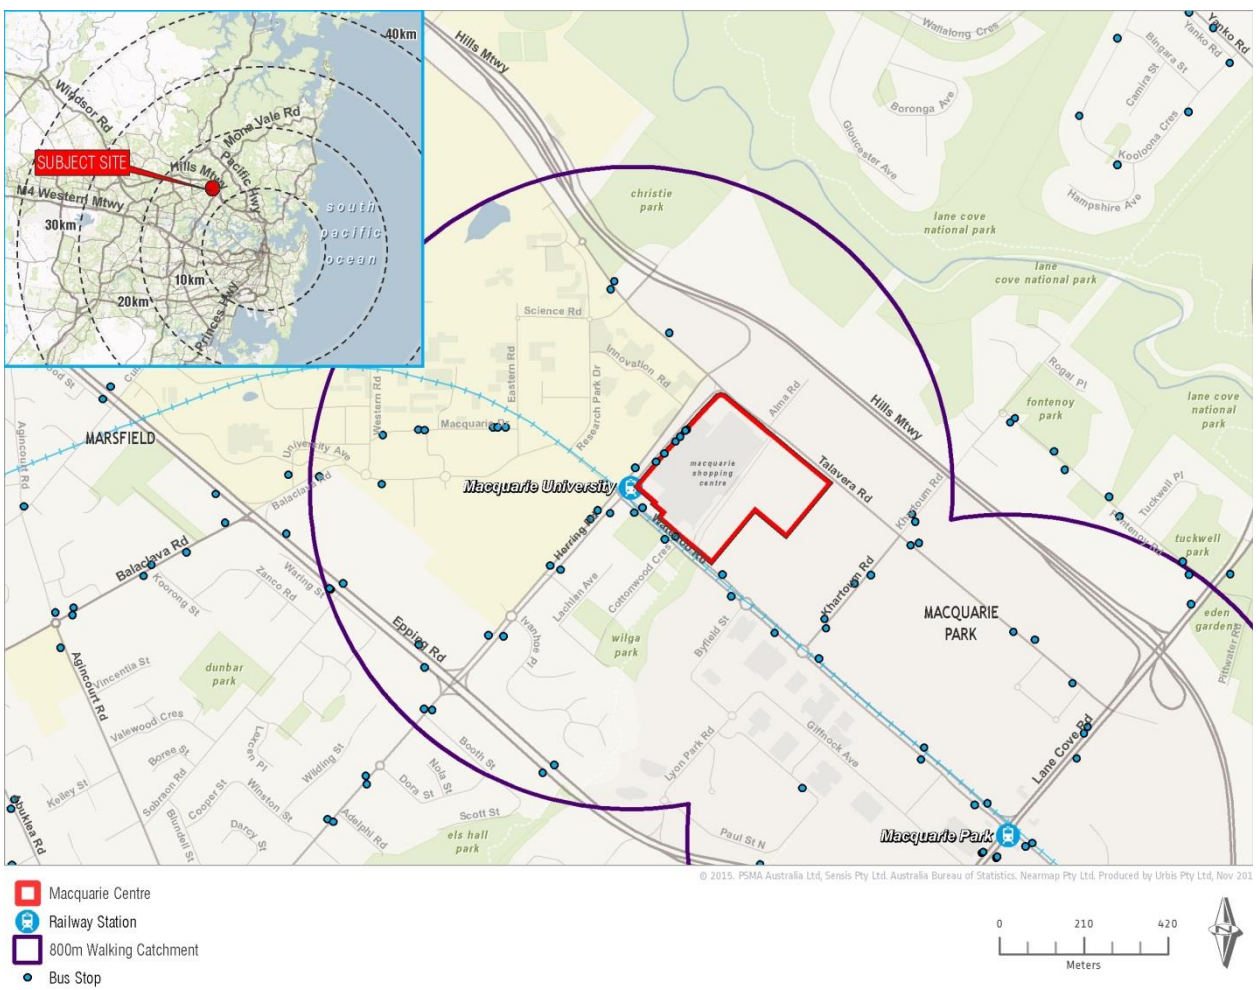 40km
Windsor Rd
Mona Vale Rd
SUBJECT SITE
Hills Mtwy
Pacific Hwy
M4 Western Mtwy
30km
south
pacific
ocean
10km
20km
Princes Hwy
Hills Mtwy
Wallalong Cres
Yanko Rd
Yanko Rd
Bingara St
Camira St
Boronga Ave
Gloucester Ave
Kooloona Cres
Hampshire Ave
christie
park
lane cove
national park
lane
cove national park
Science Rd
Innovation Rd
Eastern Rd
Western Rd
Research Park Dr
Alma Rd
Hills Mtwy
Rogal Pl
fontenoy
park
lane cove
national
park
Agincourt Rd
MARSFIELD
Macquarie Dr
University Ave
Balaclava Rd
macquarie
shopping
centre
Talavera Rd
Khartoum Rd
Tuckwell Pl
Fontenoy Rd
tuckwell
park
Macquarie University
Waterloo Rd
Herring Rd
Balaclava Rd
Waring St
Zanco Rd
Koorong St
Cottonwood Cres
Lachlan Ave
Khartoum Rd
MACQUARIE
PARK
eden
gardens
Pittwater Rd
Epping Rd
Ivanhoe Pl
wilga
park
Byfield St
Vincentia St
dunbar
park
Agincourt Rd
Valewood Cres
Boree St
Laxcen Pl
Wilding St
Booth St
Nola St
Dora St
Lyon Park Rd
Giffnock Ave
Lane Cove Rd
Kelley St
Sobraon Rd
Cooper St
Winston St
Blundell St
Darcy St
Adelphi Rd
Scott St
els hall
park
Paul St N
Macquarie Park
Abuklea Rd
© 2015. PSMA Australia Ltd, Sensis Pty Ltd. Australia Bureau of Statistics. Nearmap Pty Ltd. Produced by Urbis Pty Ltd, Nov 201
Macquarie Centre
Railway Station
800m Walking Catchment
Bus Stop
0 210 420
Meters
N